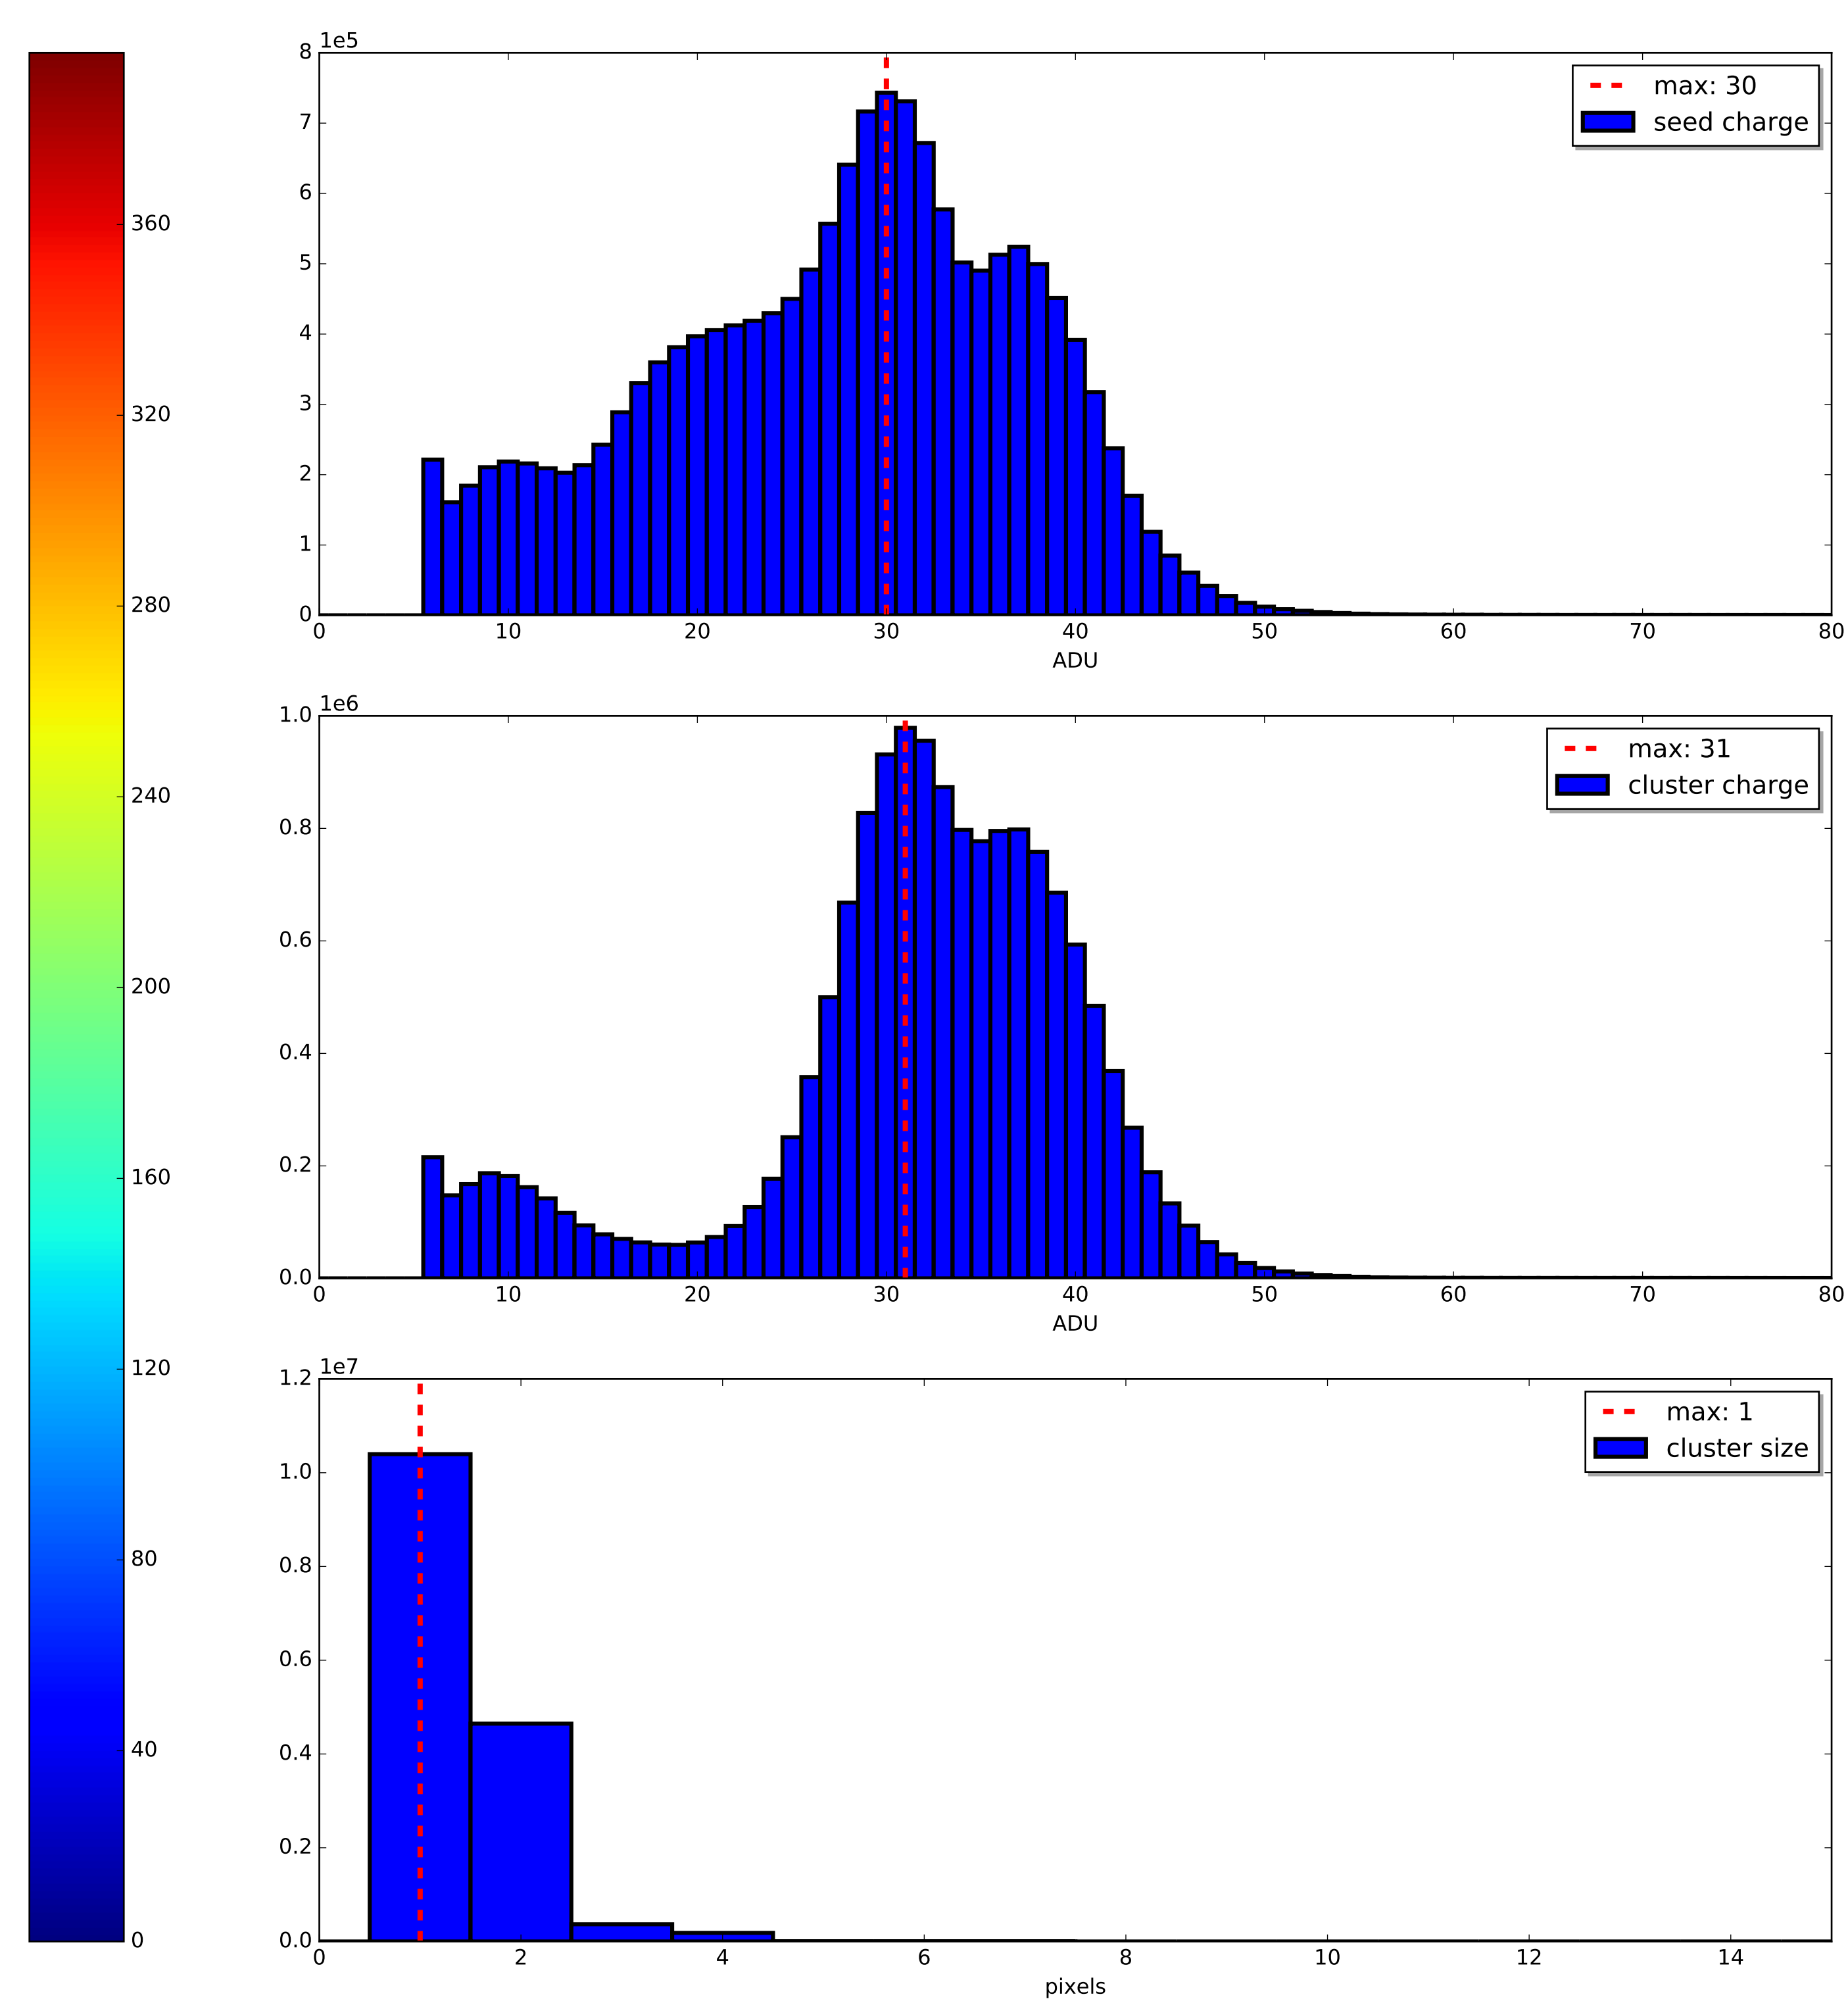 360
320
280
240
200
160
120
80
40
0
1e5
8
7
6
5
4
3
2
1
0
0 10 20 30 40 50 60 70 80
ADU
max: 30
seed charge
1e6
1.0
0.8
0.6
0.4
0.2
0.0
0 10 20 30 40 50 60 70 80
ADU
max: 31
cluster charge
1e7
1.2
1.0
0.8
0.6
0.4
0.2
0.0
0 2 4 6 8 10 12 14
pixels
max: 1
cluster size